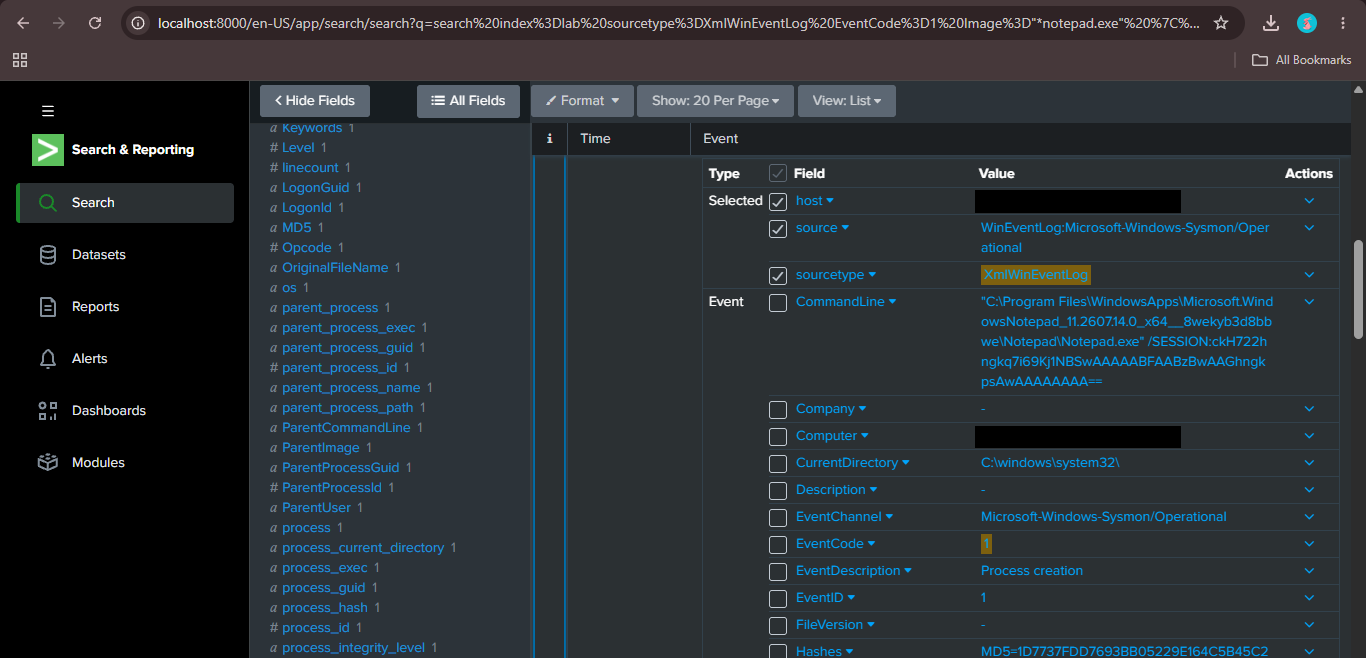 localhost:8000/en-US/app/search/search?q=search%20index%3Dlab%20sourcetype%3DXmlWinEventLog%20EventCode%3D1%20Image%3D"*notepad.exe"%20%7C%...
All Bookmarks
Search & Reporting
Search
Datasets
Reports
Alerts
Dashboards
Modules
Hide Fields
All Fields
a Keywords 1
# Level 1
# linecount 1
a LogonGuid 1
a LogonId 1
a MD5 1
# Opcode 1
a OriginalFileName 1
a os 1
a parent_process 1
a parent_process_exec 1
a parent_process_guid 1
# parent_process_id 1
a parent_process_name 1
a parent_process_path 1
a ParentCommandLine 1
a ParentImage 1
a ParentProcessGuid 1
# ParentProcessId 1
a ParentUser 1
a process 1
a process_current_directory 1
a process_exec 1
a process_guid 1
a process_hash 1
# process_id 1
a process_integrity_level 1
Format
Show: 20 Per Page
View: List
i Time Event
Type Field Value Actions
Selected host
source WinEventLog:Microsoft-Windows-Sysmon/Oper
ational
sourcetype XmlWinEventLog
Event CommandLine "C:\Program Files\WindowsApps\Microsoft.Wind
owsNotepad_11.2607.14.0_x64__8wekyb3d8bb
we\Notepad\Notepad.exe" /SESSION:ckH722h
ngkq7i69Kj1NBSwAAAAABFAABzBwAAGhngk
psAwAAAAAAAA==
Company -
Computer
CurrentDirectory C:\windows\system32\
Description -
EventChannel Microsoft-Windows-Sysmon/Operational
EventCode 1
EventDescription Process creation
EventID 1
FileVersion -
Hashes MD5=1D7737FDD7693BB05229E164C5B45C2